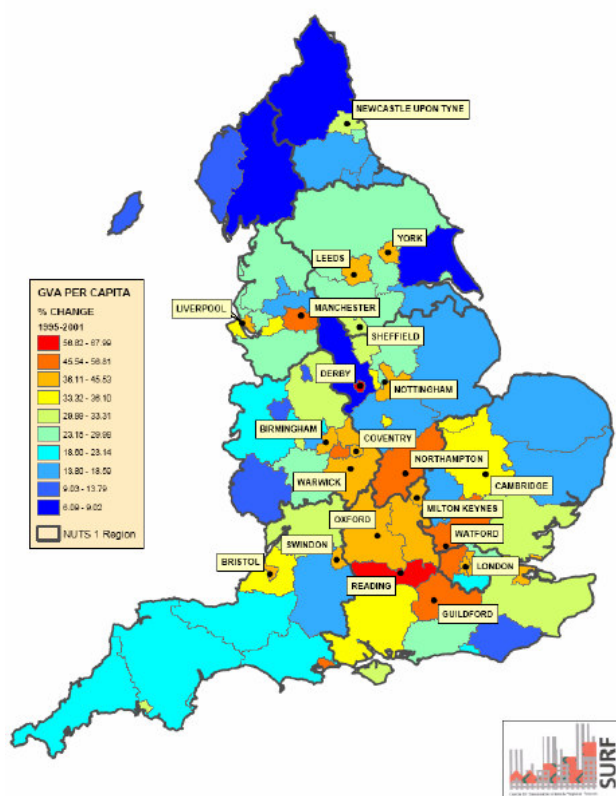 NEWCASTLE UPON TYNE
YORK
LEEDS
GVA PER CAPITA
% CHANGE
1995-2001
56.82 - 67.99
45.54 - 56.81
36.11 - 45.53
33.32 - 36.10
29.99 - 33.31
23.15 - 29.98
18.60 - 23.14
13.80 - 18.59
9.03 - 13.79
6.09 - 9.02
NUTS 1 Region
LIVERPOOL
MANCHESTER
SHEFFIELD
DERBY
NOTTINGHAM
BIRMINGHAM
COVENTRY
NORTHAMPTON
WARWICK
CAMBRIDGE
MILTON KEYNES
OXFORD
WATFORD
SWINDON
BRISTOL
LONDON
READING
GUILDFORD
SURF